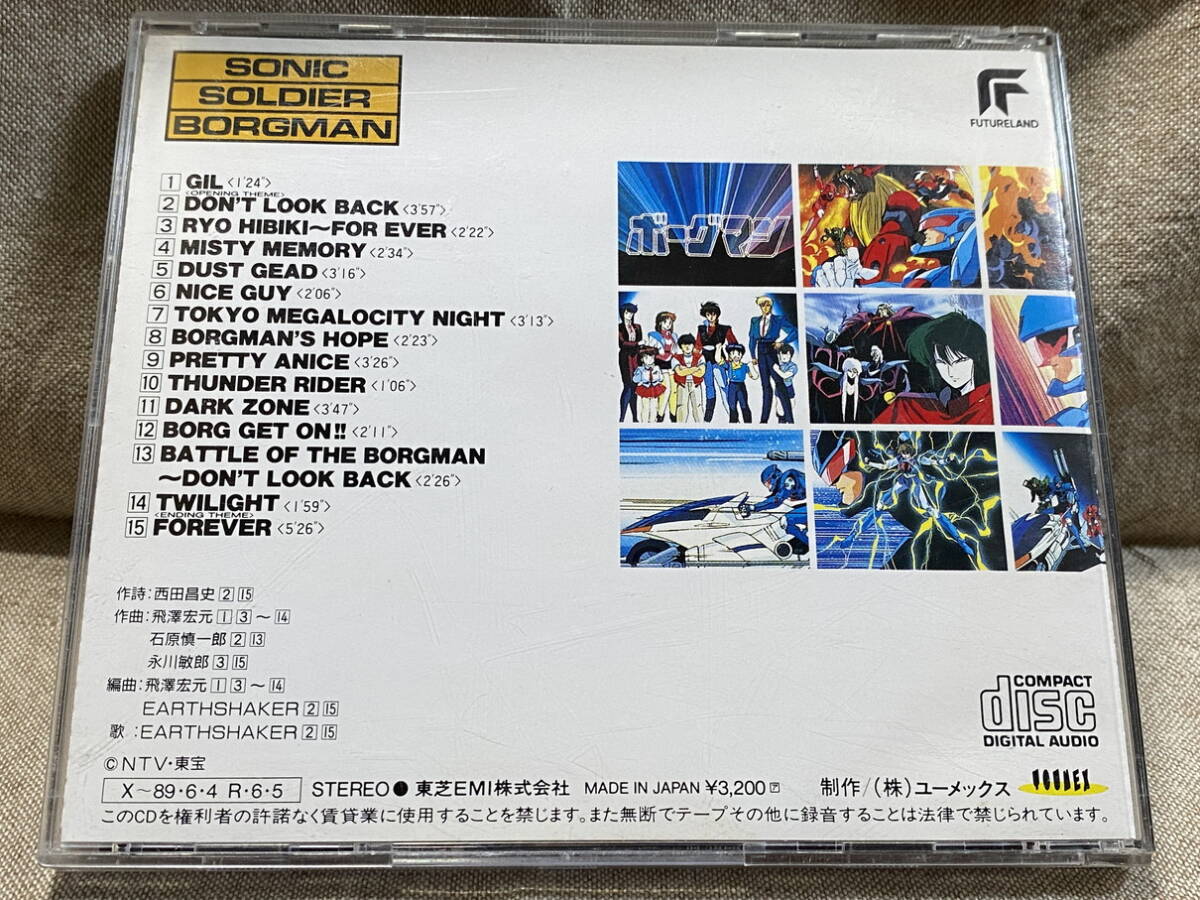 SONIC
SOLDIER
BORGMAN
FUTURELAND
1 GIL <1'24">
<OPENING THEME>
2 DON'T LOOK BACK <3'57">
3 RYO HIBIKI〜FOR EVER <2'22">
4 MISTY MEMORY <2'34">
5 DUST GEAD <3'16">
6 NICE GUY <2'06">
7 TOKYO MEGALOCITY NIGHT <3'13">
8 BORGMAN'S HOPE <2'23">
9 PRETTY ANICE <3'26">
10 THUNDER RIDER <1'06">
11 DARK ZONE <3'47">
12 BORG GET ON!! <2'11">
13 BATTLE OF THE BORGMAN
〜DON'T LOOK BACK <2'26">
14 TWILIGHT <1'59">
<ENDING THEME>
15 FOREVER <5'26">
ボーグマン
作詩:西田昌史 2 15
作曲:飛澤宏元 1 3〜14
石原慎一郎 2 13
永川敏郎 3 15
編曲:飛澤宏元 1 3〜14
EARTHSHAKER 2 15
歌:EARTHSHAKER 2 15
©NTV・東宝
X〜89・6・4 R・6・5 STEREO 東芝EMI株式会社 MADE IN JAPAN ¥3,200
制作/(株)ユーメックス
YOUMEX
COMPACT
disc
DIGITAL AUDIO
このCDを権利者の許諾なく賃貸業に使用することを禁じます。また無断でテープその他に録音することは法律で禁じられています。